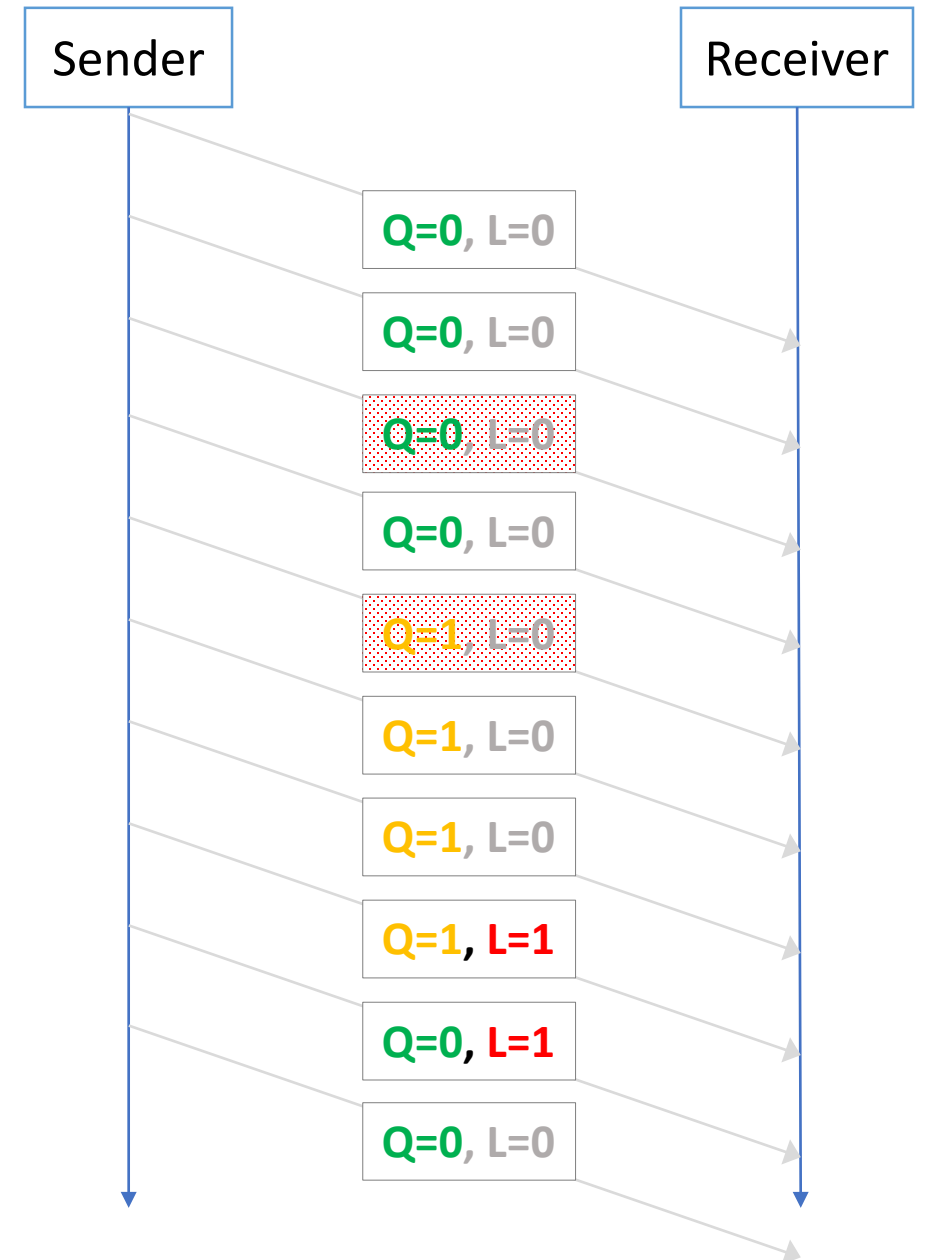 Sender
Receiver
Q=0, L=0
Q=0, L=0
Q=0, L=0
Q=0, L=0
Q=1, L=0
Q=1, L=0
Q=1, L=0
Q=1, L=1
Q=0, L=1
Q=0, L=0